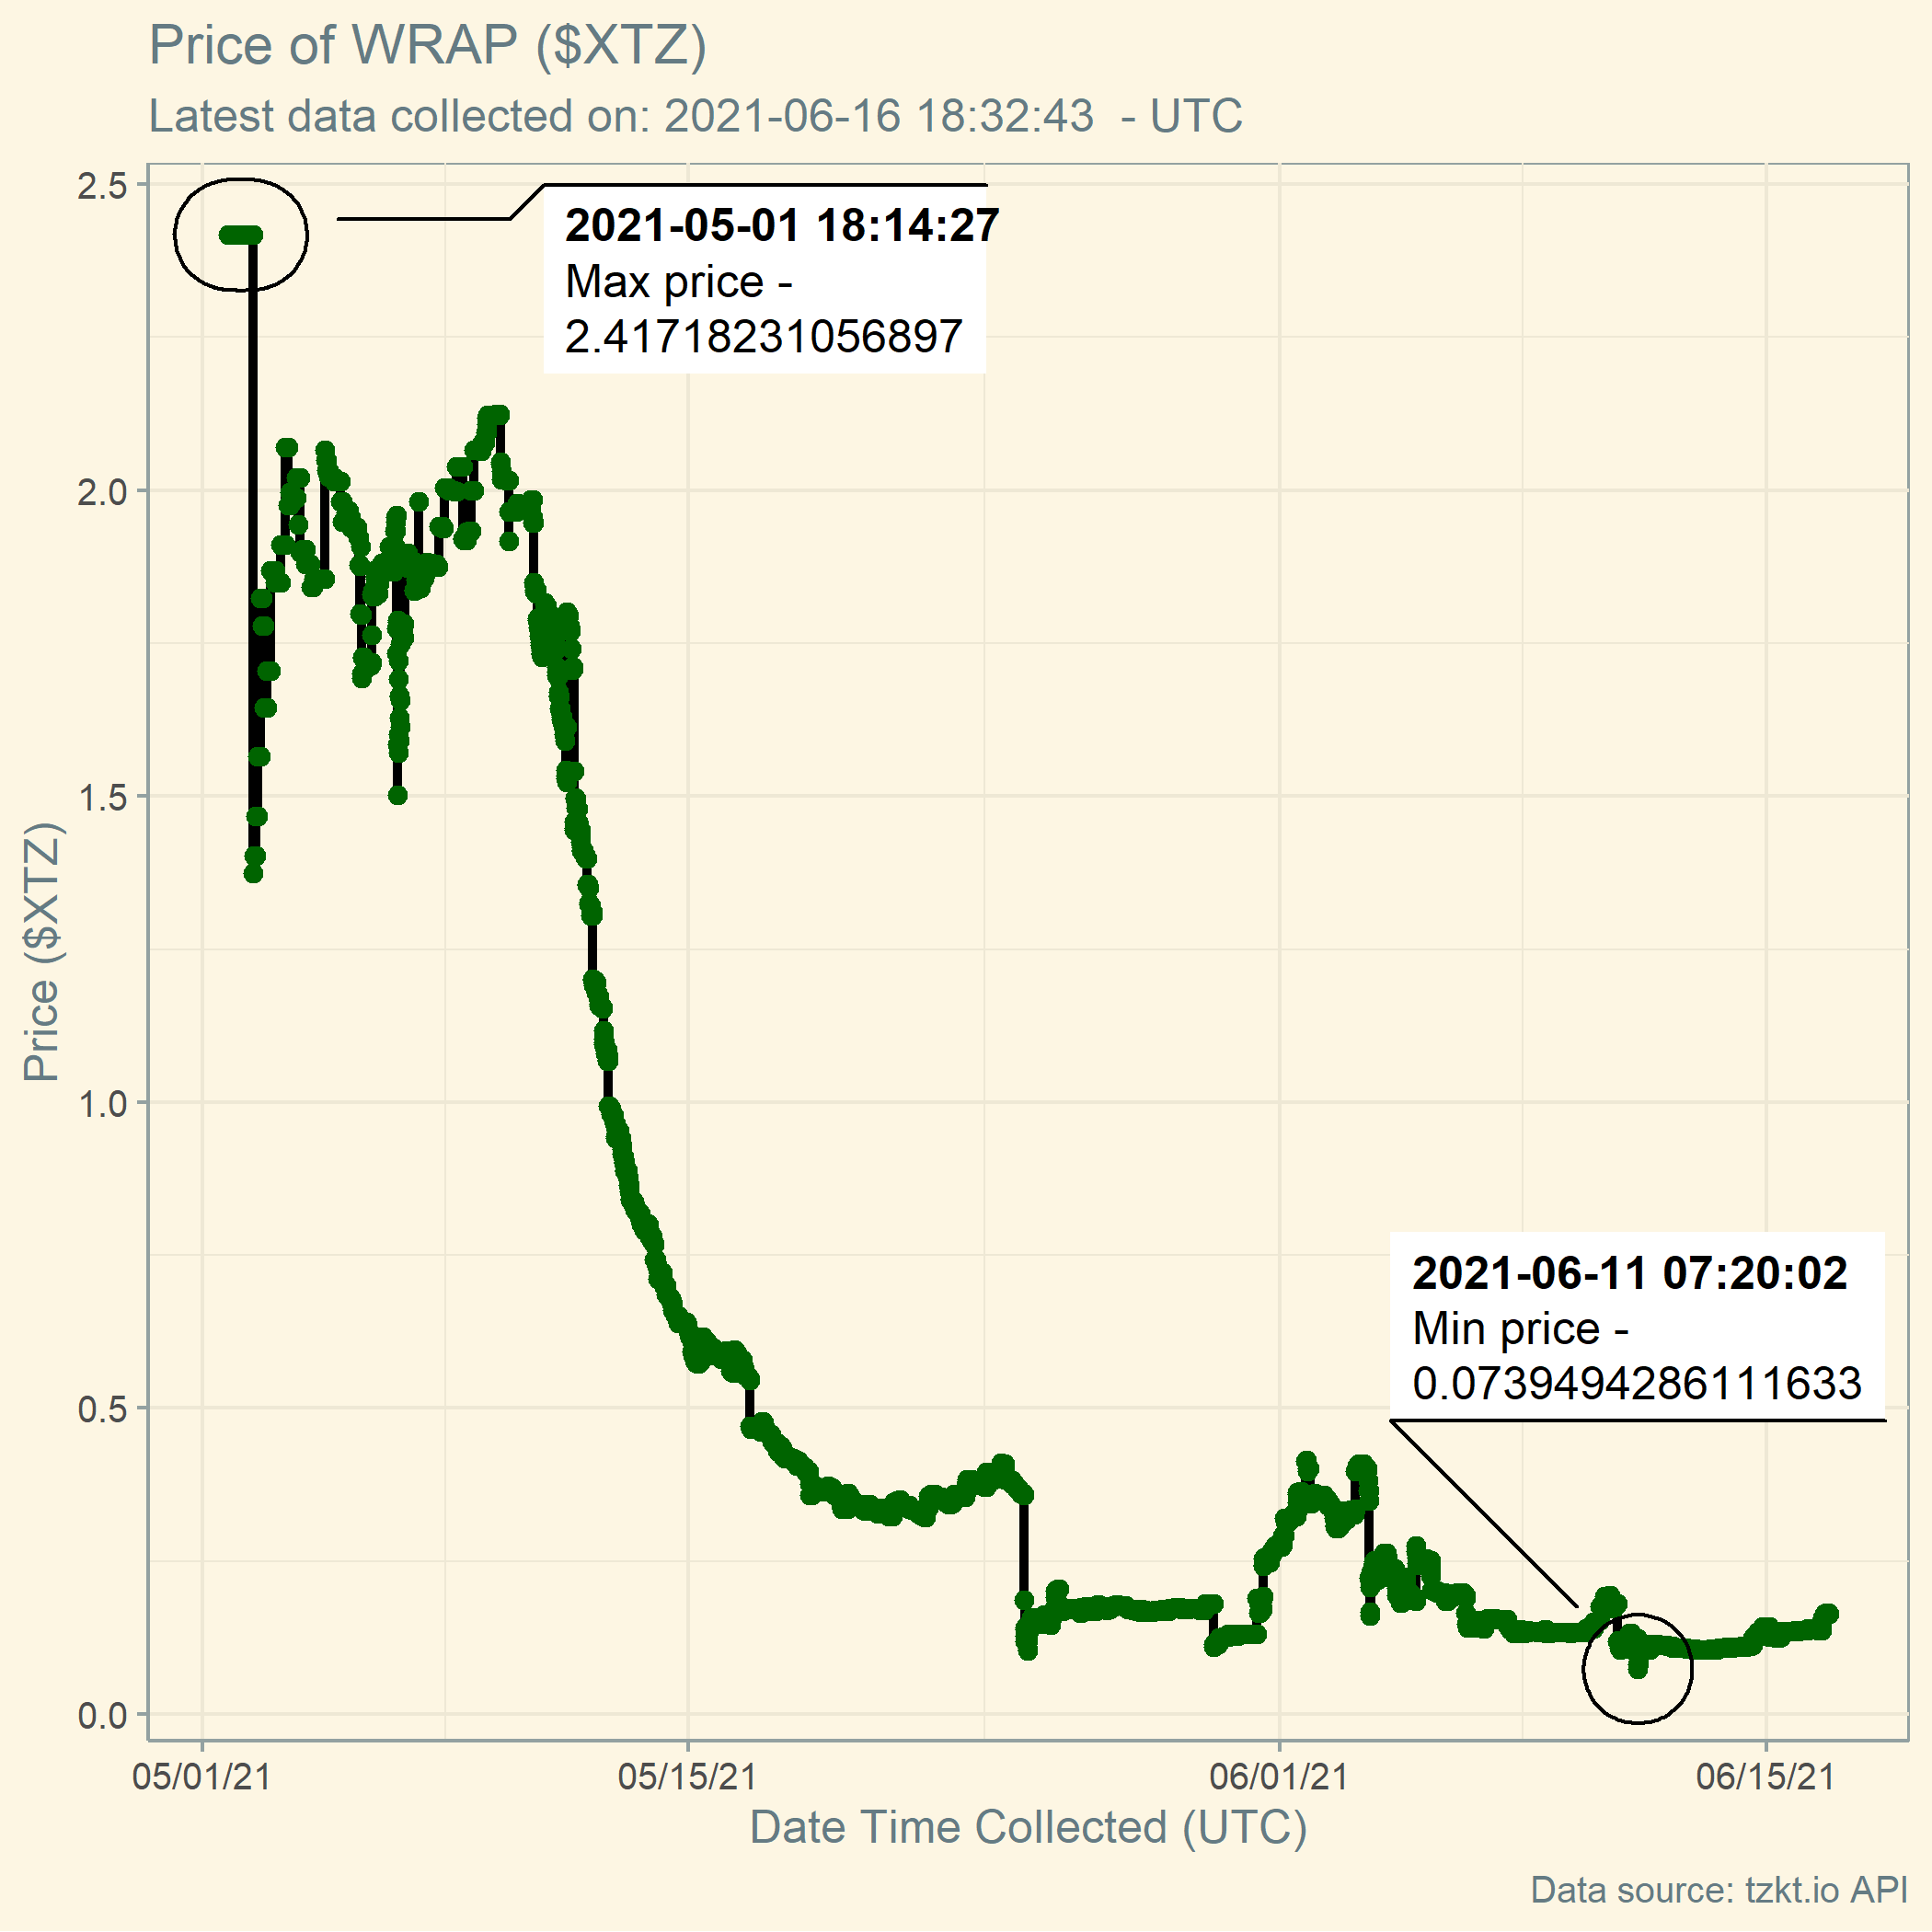 Price of WRAP ($XTZ)
Latest data collected on: 2021-06-16 18:32:43  - UTC
2.5
2.0
1.5
1.0
0.5
0.0
Price ($XTZ)
2021-05-01 18:14:27
Max price -
2.41718231056897
2021-06-11 07:20:02
Min price -
0.0739494286111633
05/01/21
05/15/21
06/01/21
06/15/21
Date Time Collected (UTC)
Data source: tzkt.io API